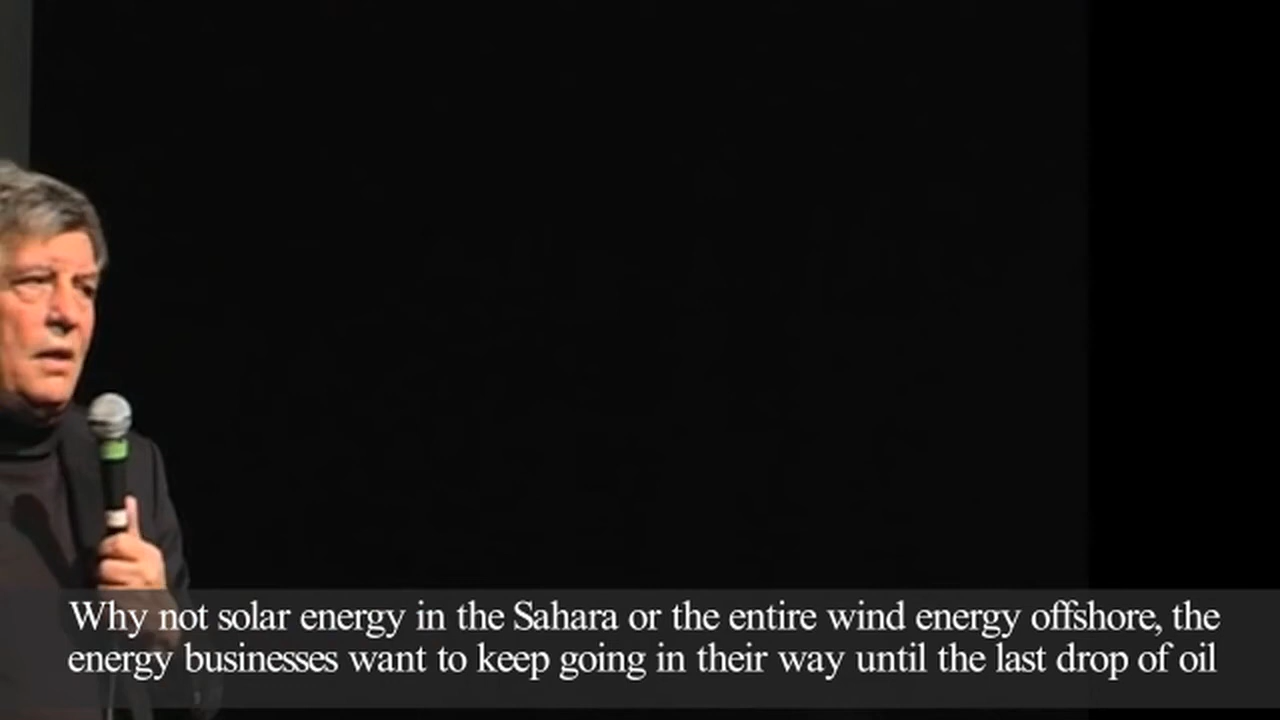 Why not solar energy in the Sahara or the entire wind energy offshore, the
energy businesses want to keep going in their way until the last drop of oil